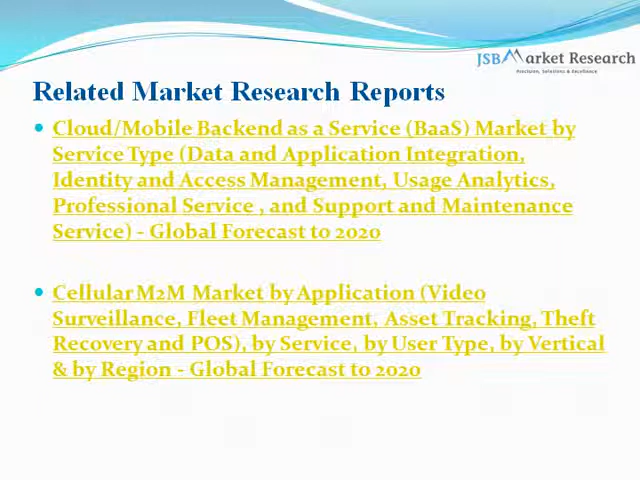 JSB Market Research
Precision, Solutions & Excellence
Related Market Research Reports
Cloud/Mobile Backend as a Service (BaaS) Market by
Service Type (Data and Application Integration,
Identity and Access Management, Usage Analytics,
Professional Service , and Support and Maintenance
Service) - Global Forecast to 2020
Cellular M2M Market by Application (Video
Surveillance, Fleet Management, Asset Tracking, Theft
Recovery and POS), by Service, by User Type, by Vertical
& by Region - Global Forecast to 2020